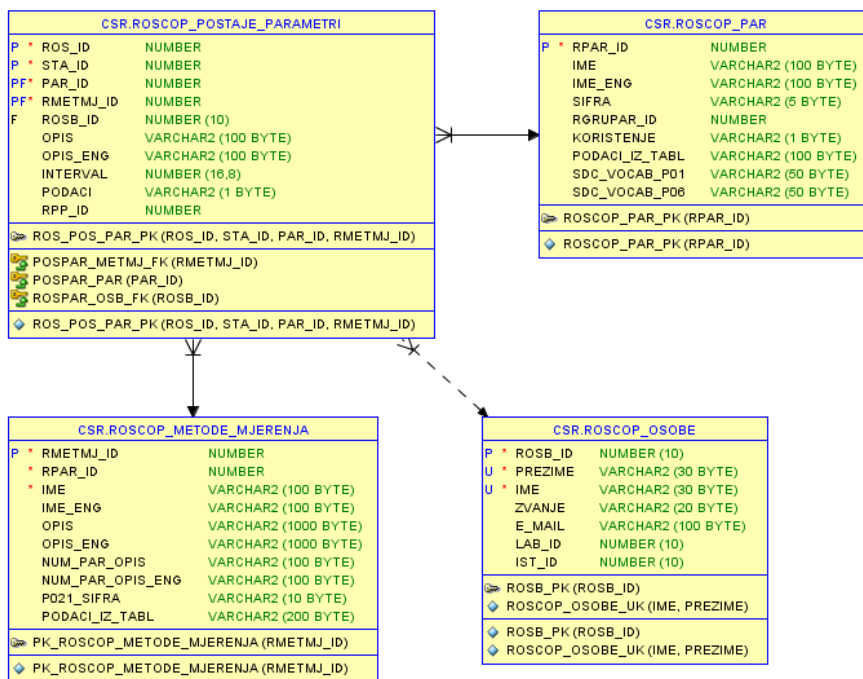 CSR.ROSCOP_POSTAJE_PARAMETRI
P * ROS_ID NUMBER
P * STA_ID NUMBER
PF* PAR_ID NUMBER
PF* RMETMJ_ID NUMBER
F ROSB_ID NUMBER (10)
OPIS VARCHAR2 (100 BYTE)
OPIS_ENG VARCHAR2 (100 BYTE)
INTERVAL NUMBER (16,8)
PODACI VARCHAR2 (1 BYTE)
RPP_ID NUMBER
ROS_POS_PAR_PK (ROS_ID, STA_ID, PAR_ID, RMETMJ_ID)
POSPAR_METMJ_FK (RMETMJ_ID)
POSPAR_PAR (PAR_ID)
ROSPAR_OSB_FK (ROSB_ID)
ROS_POS_PAR_PK (ROS_ID, STA_ID, PAR_ID, RMETMJ_ID)
CSR.ROSCOP_PAR
P * RPAR_ID NUMBER
IME VARCHAR2 (100 BYTE)
IME_ENG VARCHAR2 (100 BYTE)
SIFRA VARCHAR2 (5 BYTE)
RGRUPAR_ID NUMBER
KORISTENJE VARCHAR2 (1 BYTE)
PODACI_IZ_TABL VARCHAR2 (100 BYTE)
SDC_VOCAB_P01 VARCHAR2 (50 BYTE)
SDC_VOCAB_P06 VARCHAR2 (50 BYTE)
ROSCOP_PAR_PK (RPAR_ID)
ROSCOP_PAR_PK (RPAR_ID)
CSR.ROSCOP_METODE_MJERENJA
P * RMETMJ_ID NUMBER
* RPAR_ID NUMBER
* IME VARCHAR2 (100 BYTE)
IME_ENG VARCHAR2 (100 BYTE)
OPIS VARCHAR2 (1000 BYTE)
OPIS_ENG VARCHAR2 (1000 BYTE)
NUM_PAR_OPIS VARCHAR2 (100 BYTE)
NUM_PAR_OPIS_ENG VARCHAR2 (100 BYTE)
P021_SIFRA VARCHAR2 (10 BYTE)
PODACI_IZ_TABL VARCHAR2 (200 BYTE)
PK_ROSCOP_METODE_MJERENJA (RMETMJ_ID)
PK_ROSCOP_METODE_MJERENJA (RMETMJ_ID)
CSR.ROSCOP_OSOBE
P * ROSB_ID NUMBER (10)
U * PREZIME VARCHAR2 (30 BYTE)
U * IME VARCHAR2 (30 BYTE)
ZVANJE VARCHAR2 (20 BYTE)
E_MAIL VARCHAR2 (100 BYTE)
LAB_ID NUMBER (10)
IST_ID NUMBER (10)
ROSB_PK (ROSB_ID)
ROSCOP_OSOBE_UK (IME, PREZIME)
ROSB_PK (ROSB_ID)
ROSCOP_OSOBE_UK (IME, PREZIME)